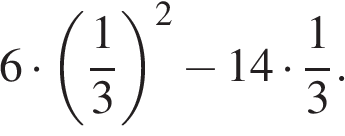 6 · (1/3)² − 14 · 1/3.